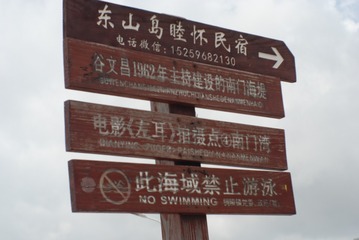 东山岛睦怀民宿
电话微信：15259682130
谷文昌1962年主持建设的南门海堤
电影《左耳》拍摄点④南门湾
此海域禁止游泳
NO SWIMMING